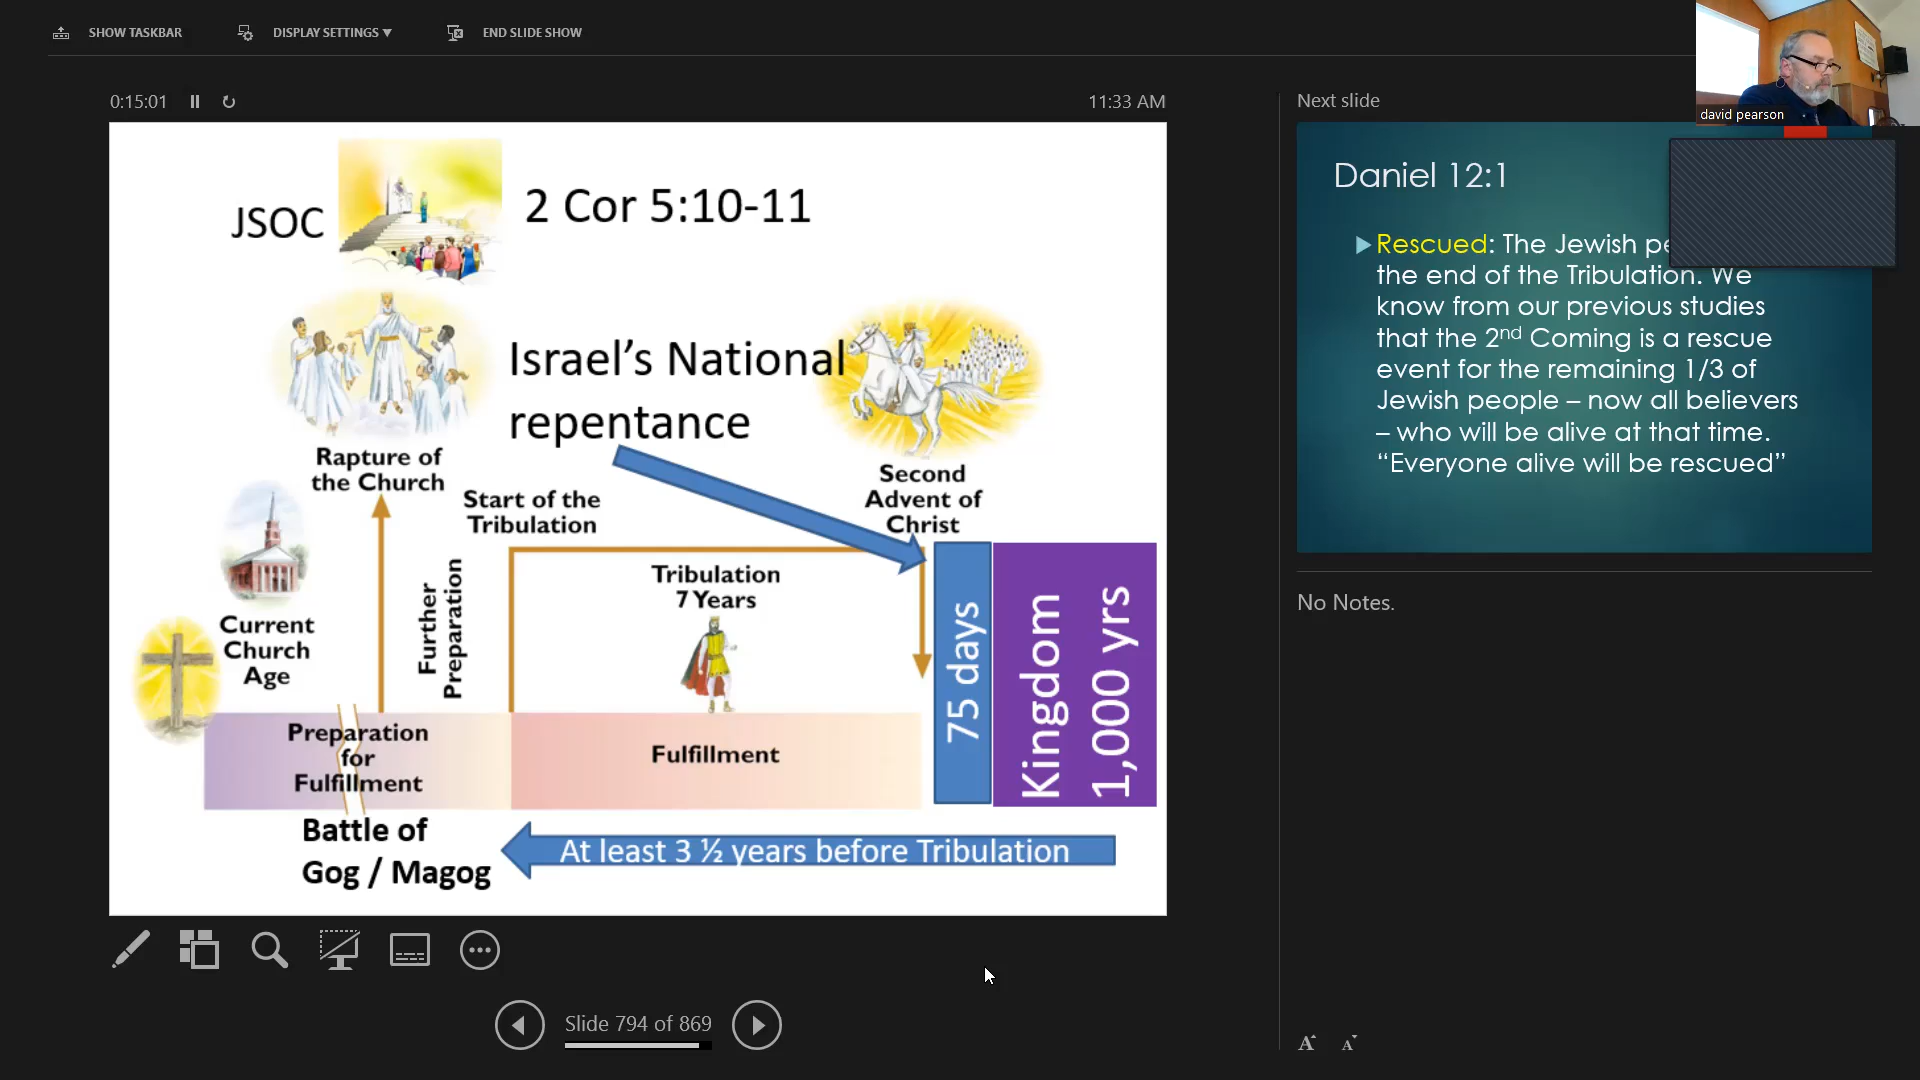 SHOW TASKBAR
DISPLAY SETTINGS ▼
END SLIDE SHOW
0:15:01
11:33 AM
JSOC
2 Cor 5:10-11
Israel's National
repentance
Rapture of
the Church
Start of the
Tribulation
Second
Advent of
Christ
Current
Church
Age
Further
Preparation
Tribulation
7 Years
75 days
Kingdom
1,000 yrs
Preparation
for
Fulfillment
Fulfillment
Battle of
Gog / Magog
At least 3 ½ years before Tribulation
Slide 794 of 869
Next slide
david pearson
Daniel 12:1
Rescued: The Jewish
the end of the Tribulation. We
know from our previous studies
that the 2nd Coming is a rescue
event for the remaining 1/3 of
Jewish people – now all believers
– who will be alive at that time.
“Everyone alive will be rescued”
No Notes.
A A